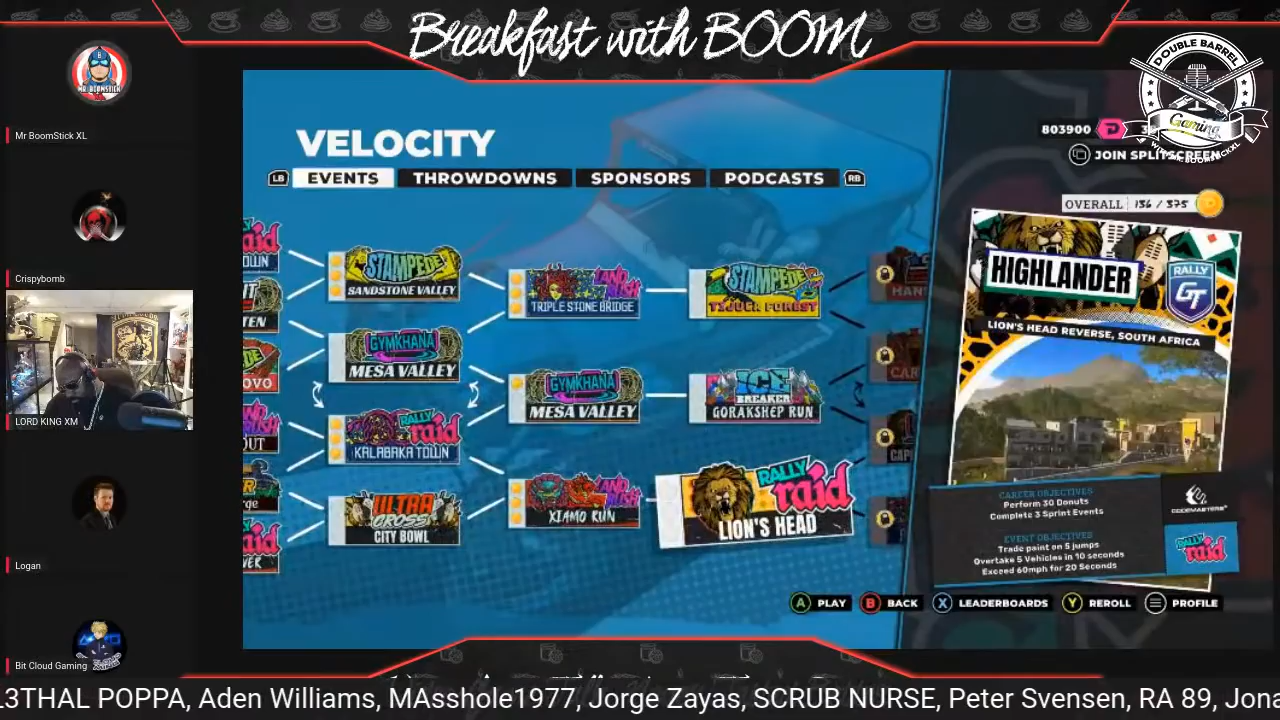 Breakfast with BOOM
MR. BOOMSTICK
Mr BoomStick XL
Crispybomb
LORD KING XM
Logan
Bit Cloud Gaming
DOUBLE BARREL
Gaming
VELOCITY
803900
JOIN SPLITSCREEN
LB EVENTS THROWDOWNS SPONSORS PODCASTS RB
OVERALL 136 / 375
STAMPEDE
SANDSTONE VALLEY
GYMKHANA
MESA VALLEY
RALLY raid
KALABAKA TOWN
ULTRA CROSS
CITY BOWL
LAND RUSH
TRIPLE STONE BRIDGE
GYMKHANA
MESA VALLEY
LAND RUSH
XIAMO RUN
STAMPEDE
TIJUCA FOREST
ICE BREAKER
GORAKSHEP RUN
RALLY raid
LION'S HEAD
HIGHLANDER
RALLY GT
LION'S HEAD REVERSE, SOUTH AFRICA
CAREER OBJECTIVES
Perform 30 Donuts
Complete 3 Sprint Events
EVENT OBJECTIVES
Trade paint on 5 jumps
Overtake 5 Vehicles in 10 seconds
Exceed 60mph for 20 Seconds
CODEMASTERS
RALLY raid
A PLAY B BACK X LEADERBOARDS Y REROLL PROFILE
L3THAL POPPA, Aden Williams, MAsshole1977, Jorge Zayas, SCRUB NURSE, Peter Svensen, RA 89, Jona